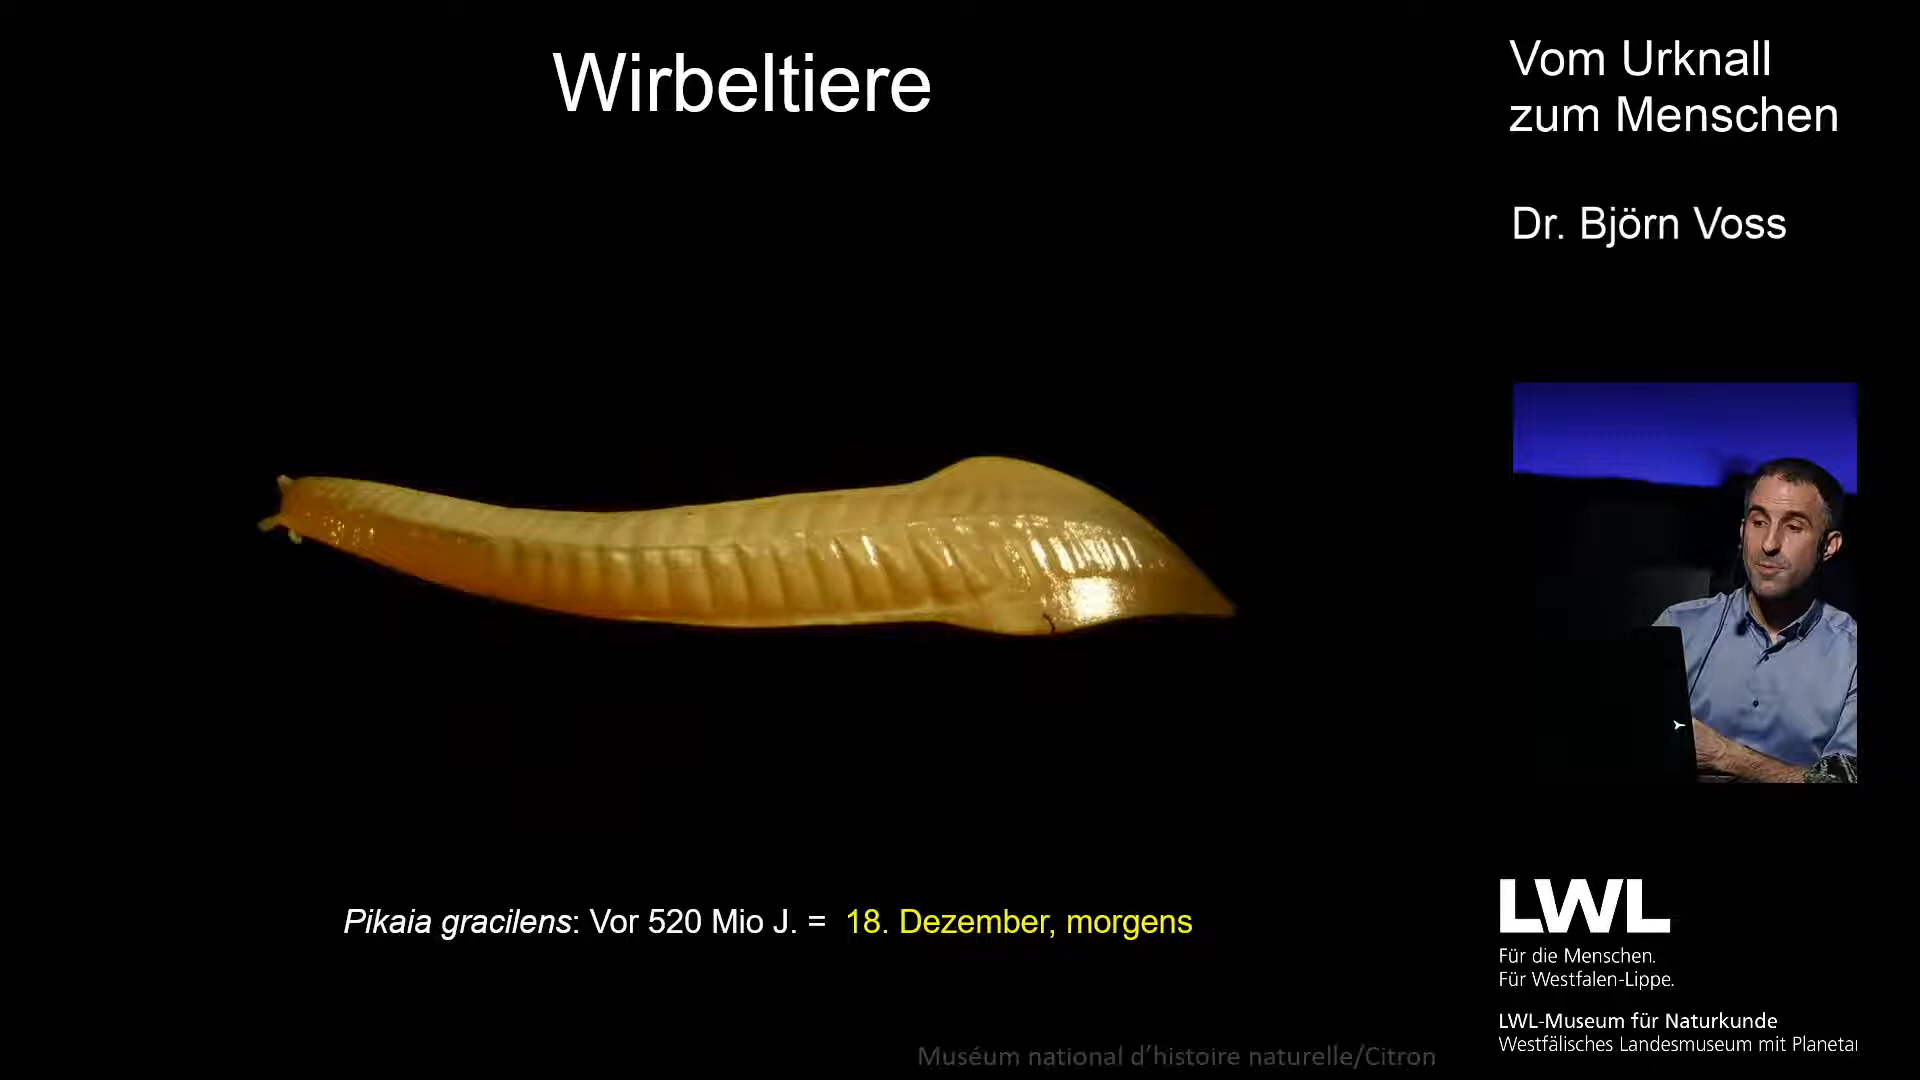 Wirbeltiere
Vom Urknall
zum Menschen
Dr. Björn Voss
Pikaia gracilens: Vor 520 Mio J. = 18. Dezember, morgens
LWL
Für die Menschen.
Für Westfalen-Lippe.
LWL-Museum für Naturkunde
Westfälisches Landesmuseum mit Planetar
Muséum national d’histoire naturelle/Citron